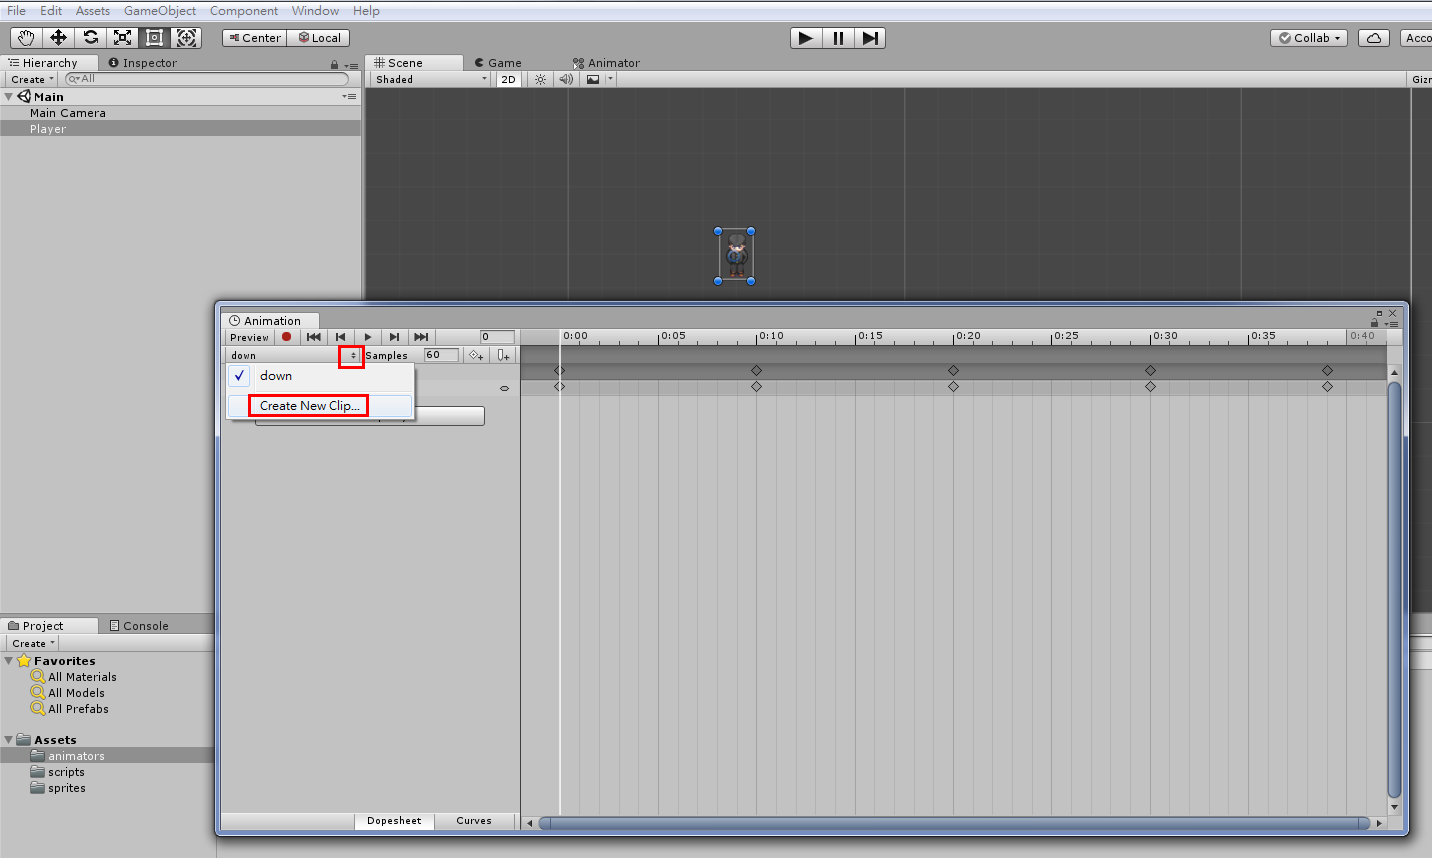 File Edit Assets GameObject Component Window Help
Center Local Collab Acco
Hierarchy Inspector Scene Game Animator
Create All Shaded 2D Gizm
Main
Main Camera
Player
Animation
Preview 0 0:00 0:05 0:10 0:15 0:20 0:25 0:30 0:35 0:40
down Samples 60
down
Create New Clip...
Project Console
Create
Favorites
All Materials
All Models
All Prefabs
Assets
animators
scripts
sprites
Dopesheet Curves